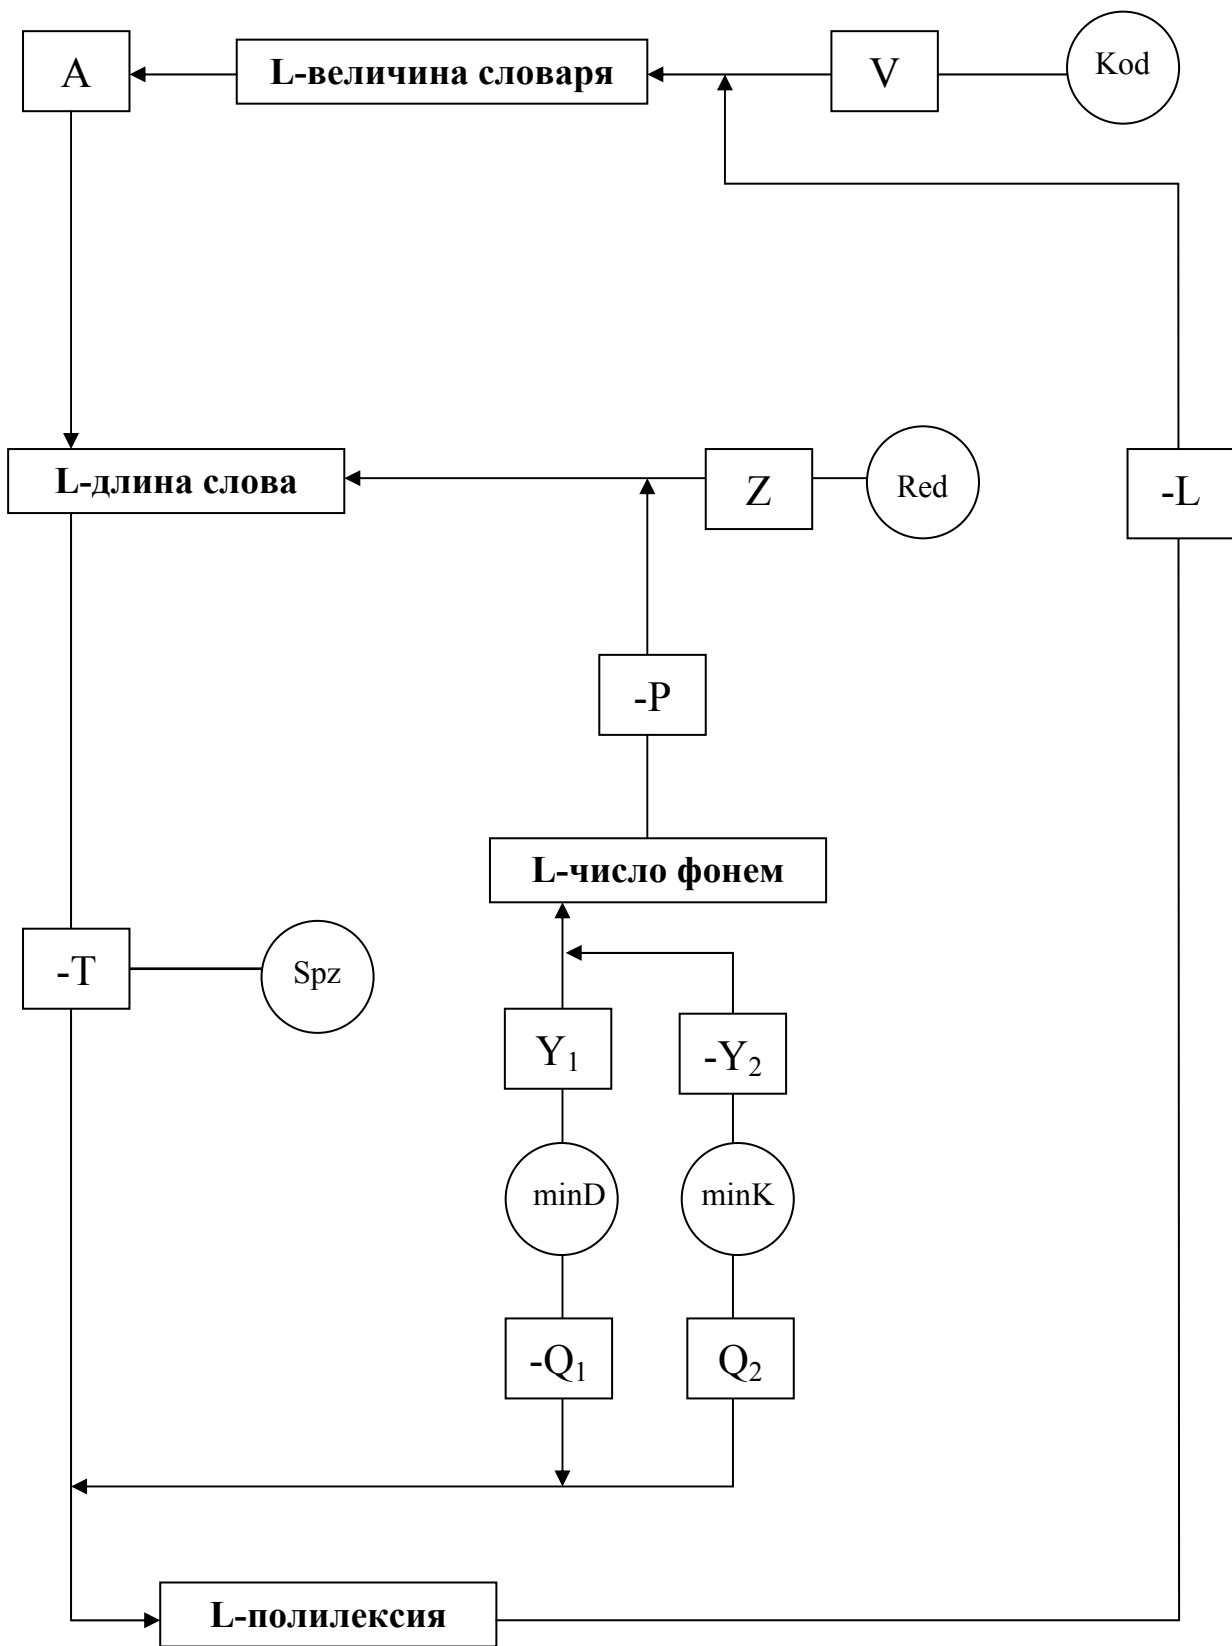 A
L-величина словаря
V
Kod
L-длина слова
Z
Red
-L
-P
L-число фонем
-T
Spz
Y₁
-Y₂
minD
minK
-Q₁
Q₂
L-полилексия